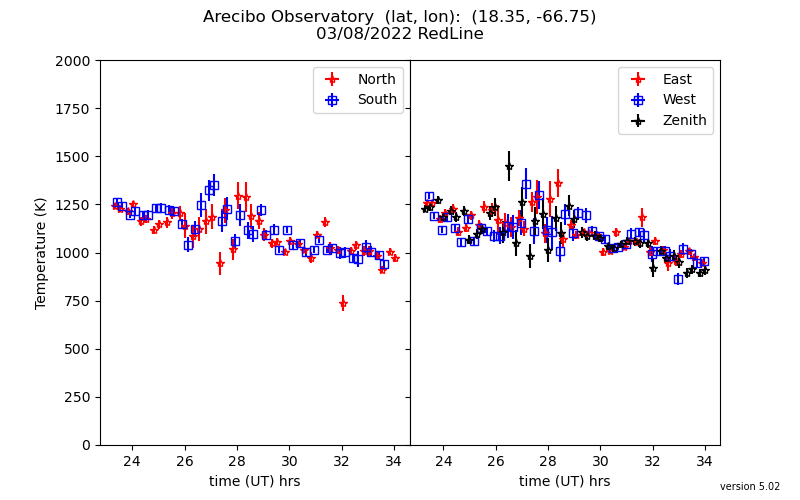 Arecibo Observatory  (lat, lon):  (18.35, -66.75)
03/08/2022 RedLine
North
South
East
West
Zenith
Temperature (K)
2000
1750
1500
1250
1000
750
500
250
0
24 26 28 30 32 34
24 26 28 30 32 34
time (UT) hrs
time (UT) hrs
version 5.02